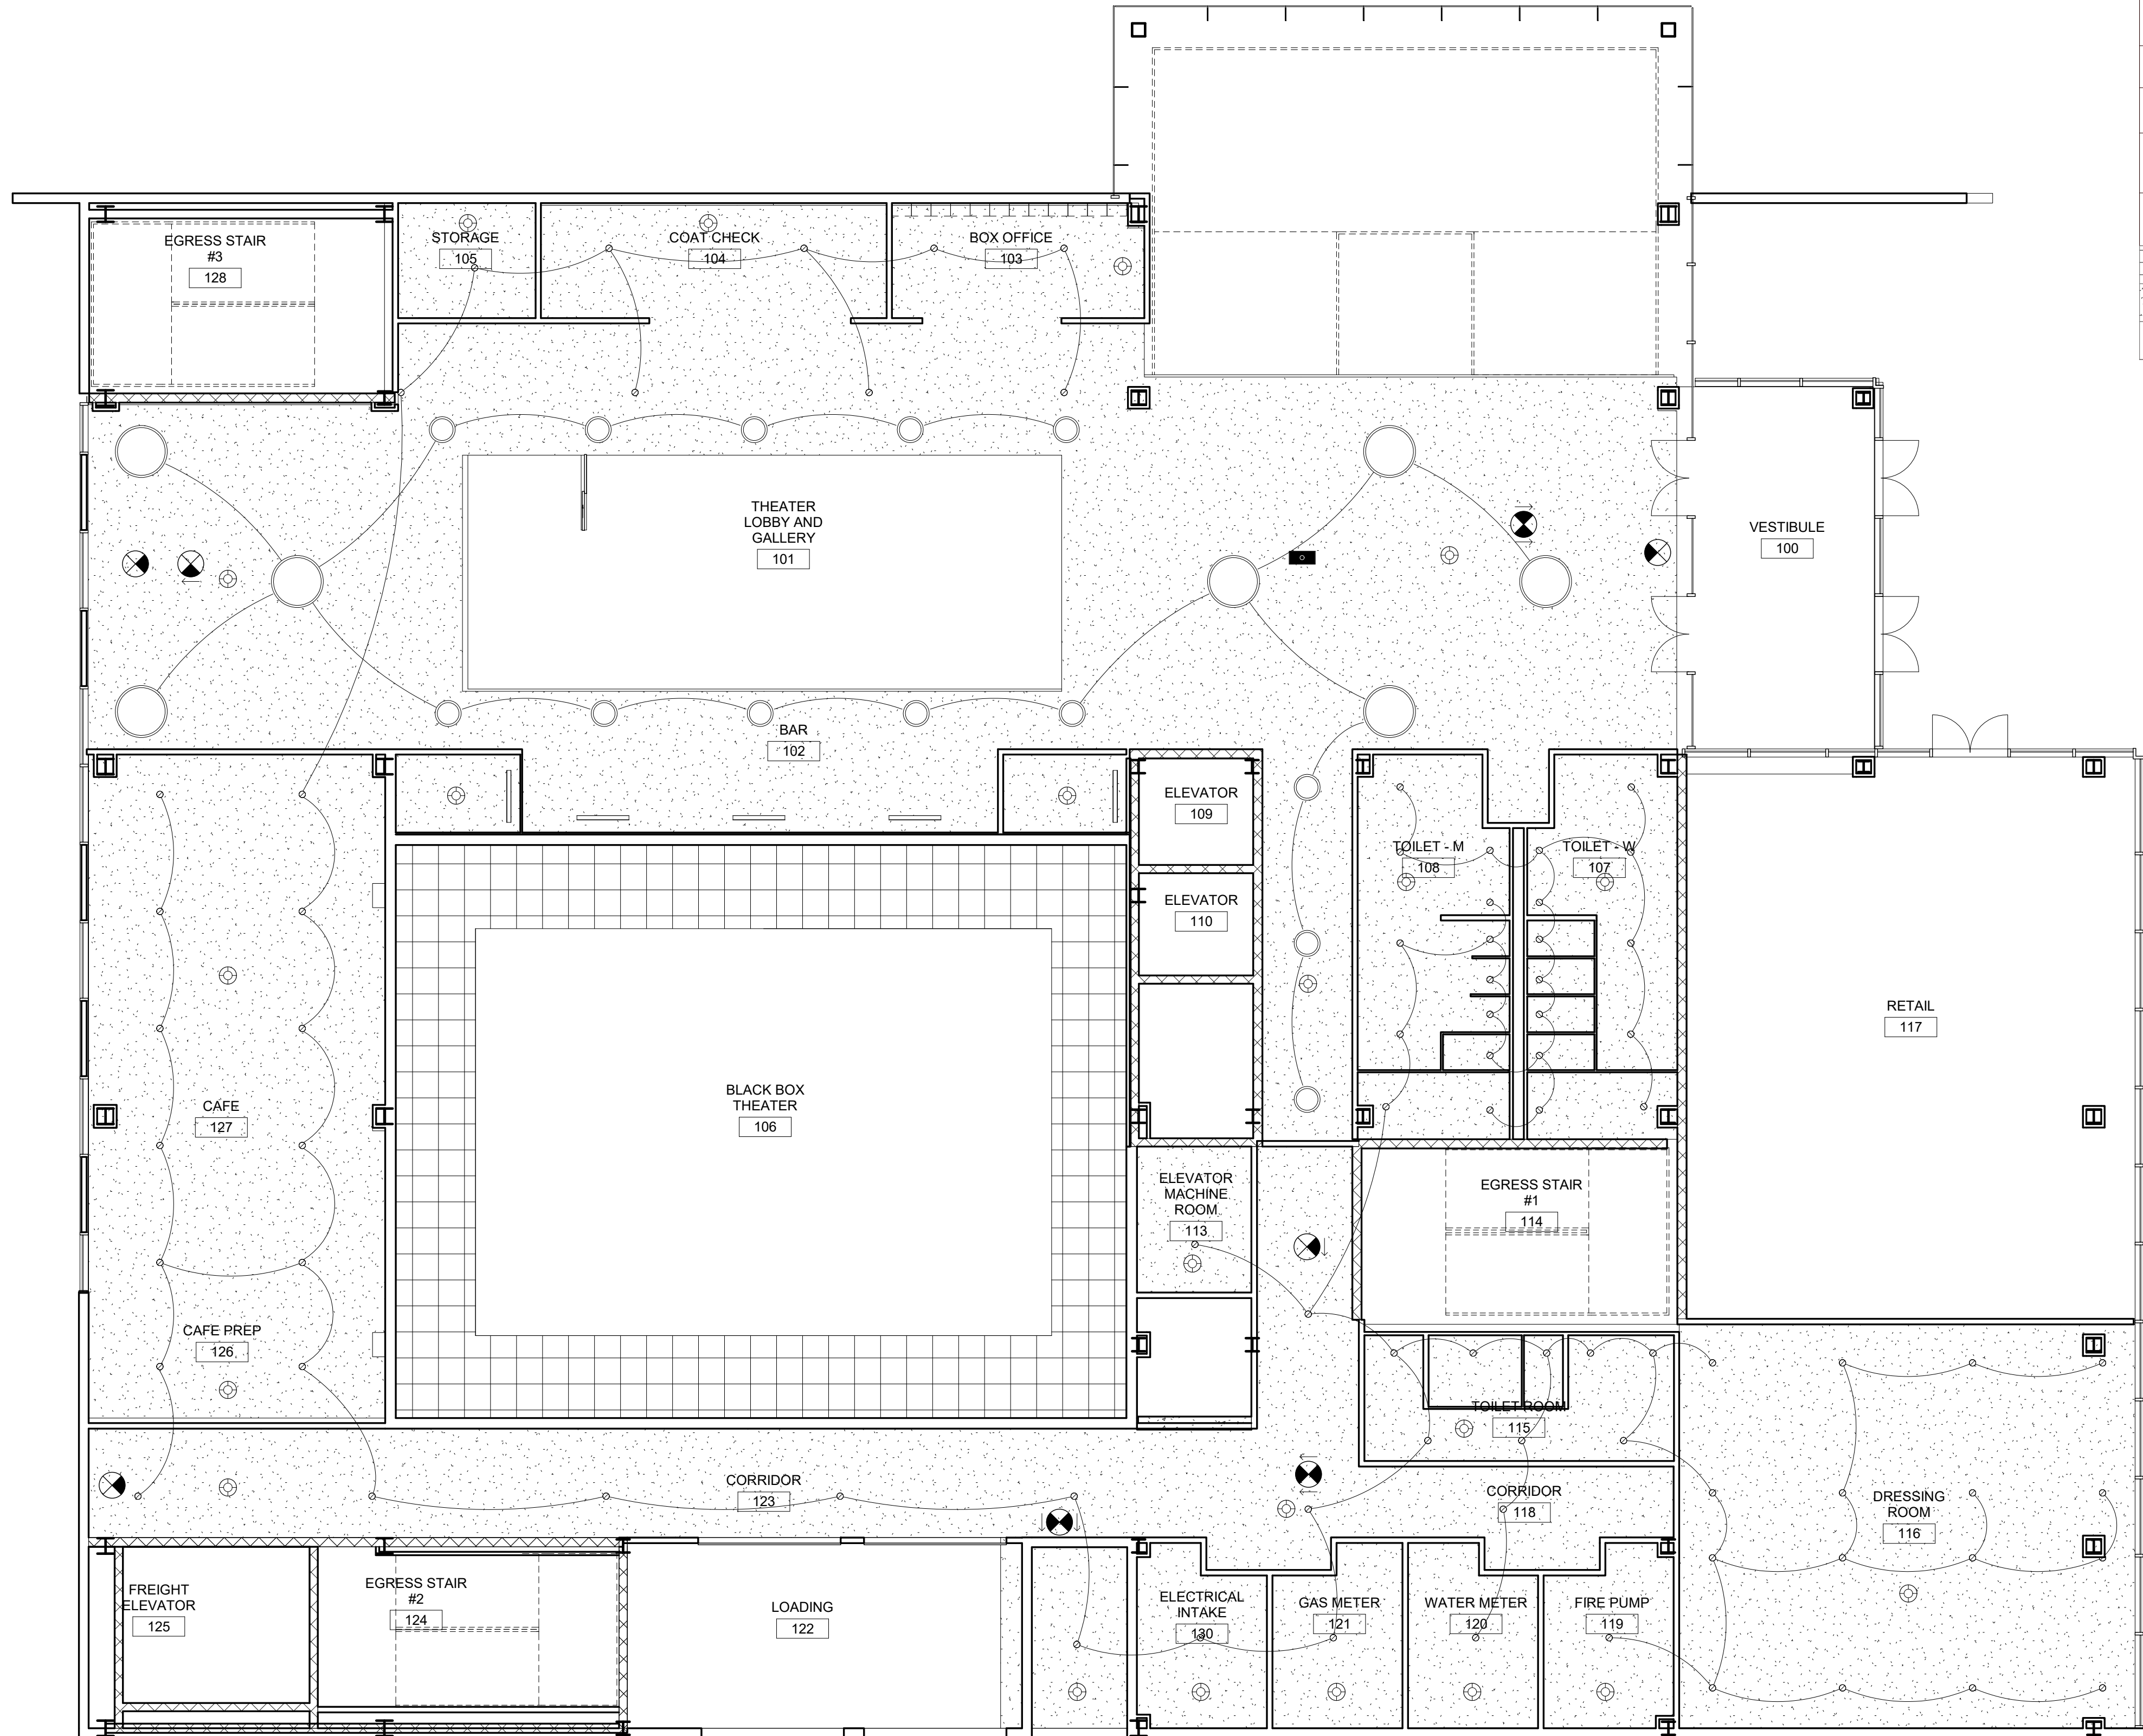 EGRESS STAIR
#3
128
STORAGE
105
COAT CHECK
104
BOX OFFICE
103
THEATER
LOBBY AND
GALLERY
101
VESTIBULE
100
BAR
102
ELEVATOR
109
TOILET - M
108
TOILET - W
107
ELEVATOR
110
RETAIL
117
CAFE
127
BLACK BOX
THEATER
106
ELEVATOR
MACHINE
ROOM
113
EGRESS STAIR
#1
114
CAFE PREP
126
TOILET ROOM
115
CORRIDOR
123
CORRIDOR
118
DRESSING
ROOM
116
FREIGHT
ELEVATOR
125
EGRESS STAIR
#2
124
LOADING
122
ELECTRICAL
INTAKE
130
GAS METER
121
WATER METER
120
FIRE PUMP
119